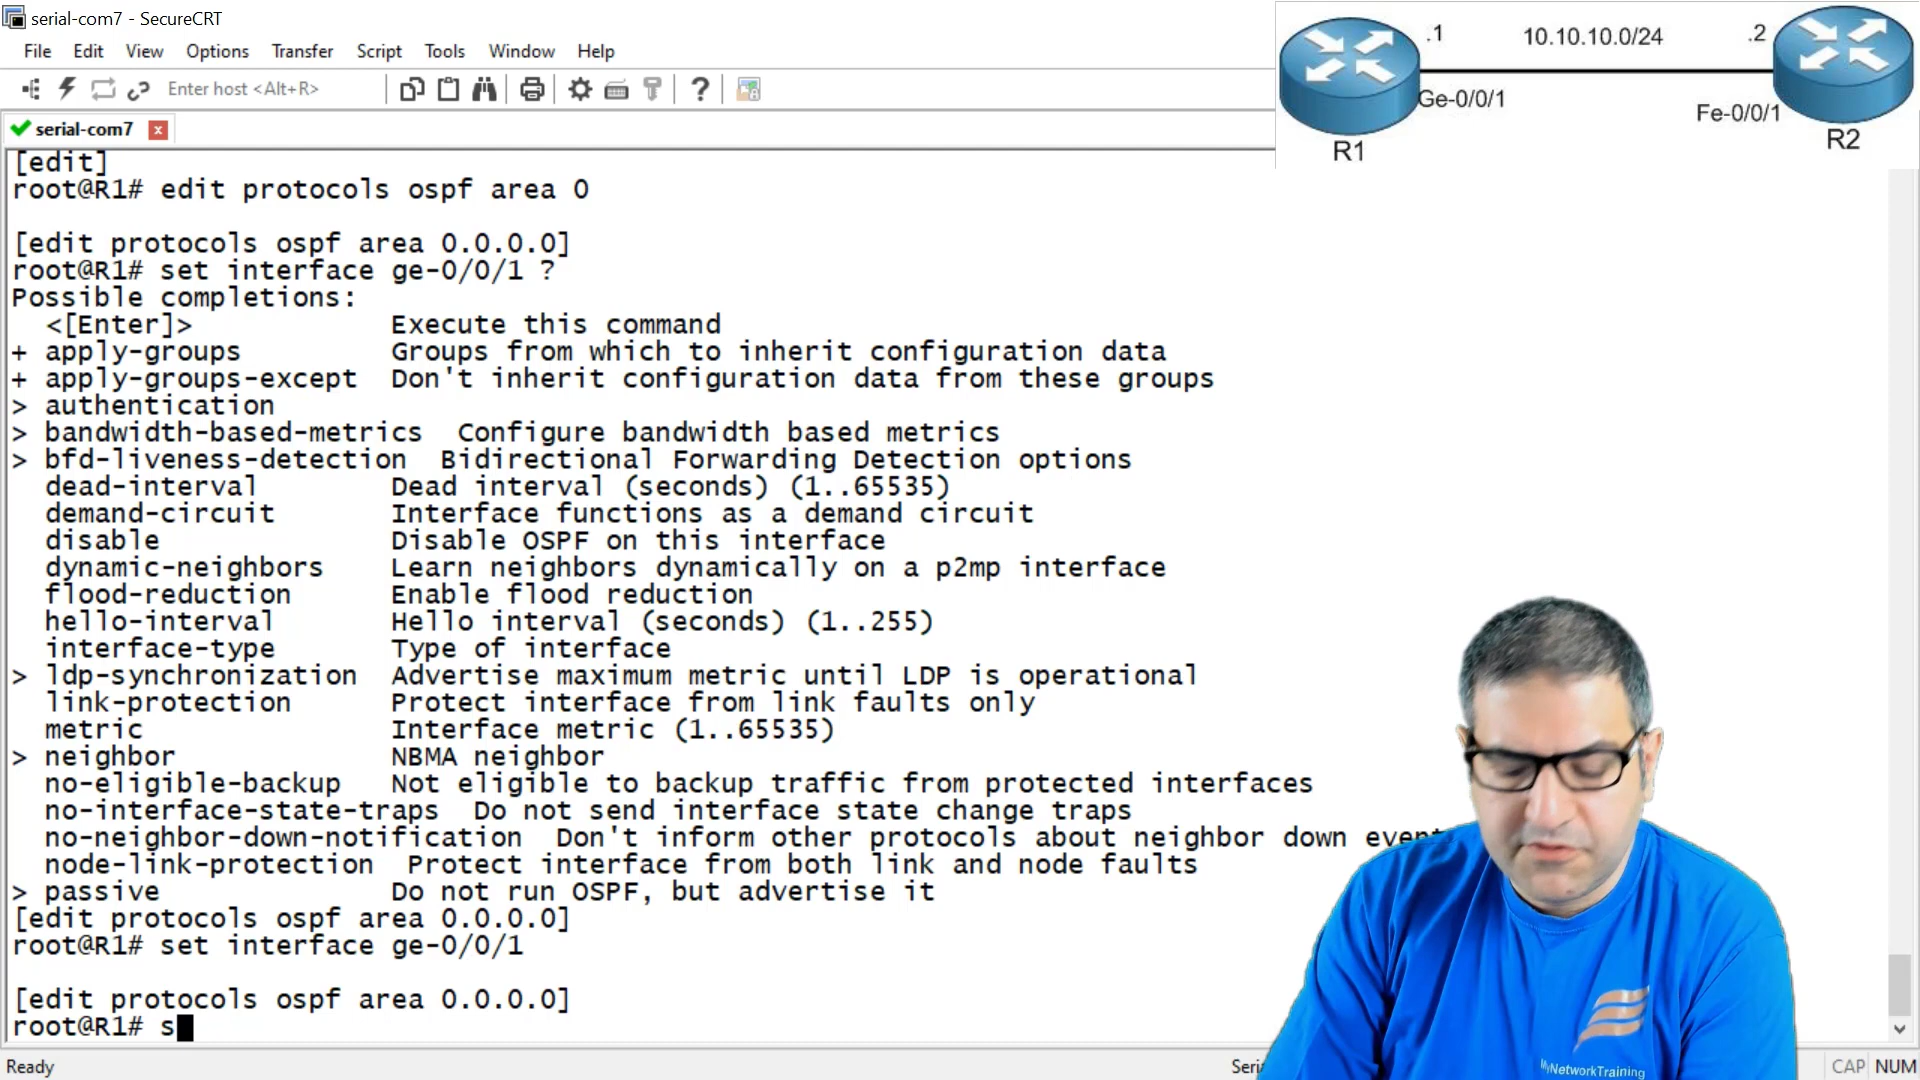 serial-com7 - SecureCRT
File Edit View Options Transfer Script Tools Window Help
Enter host <Alt+R>
serial-com7
.1 10.10.10.0/24 .2
Ge-0/0/1
Fe-0/0/1
R1
R2
[edit]
root@R1# edit protocols ospf area 0
[edit protocols ospf area 0.0.0.0]
root@R1# set interface ge-0/0/1 ?
Possible completions:
<[Enter]> Execute this command
+ apply-groups Groups from which to inherit configuration data
+ apply-groups-except Don't inherit configuration data from these groups
> authentication
> bandwidth-based-metrics Configure bandwidth based metrics
> bfd-liveness-detection Bidirectional Forwarding Detection options
dead-interval Dead interval (seconds) (1..65535)
demand-circuit Interface functions as a demand circuit
disable Disable OSPF on this interface
dynamic-neighbors Learn neighbors dynamically on a p2mp interface
flood-reduction Enable flood reduction
hello-interval Hello interval (seconds) (1..255)
interface-type Type of interface
> ldp-synchronization Advertise maximum metric until LDP is operational
link-protection Protect interface from link faults only
metric Interface metric (1..65535)
> neighbor NBMA neighbor
no-eligible-backup Not eligible to backup traffic from protected interfaces
no-interface-state-traps Do not send interface state change traps
no-neighbor-down-notification Don't inform other protocols about neighbor down event
node-link-protection Protect interface from both link and node faults
> passive Do not run OSPF, but advertise it
[edit protocols ospf area 0.0.0.0]
root@R1# set interface ge-0/0/1
[edit protocols ospf area 0.0.0.0]
root@R1# s
MyNetworkTraining
Ready Seri CAP NUM